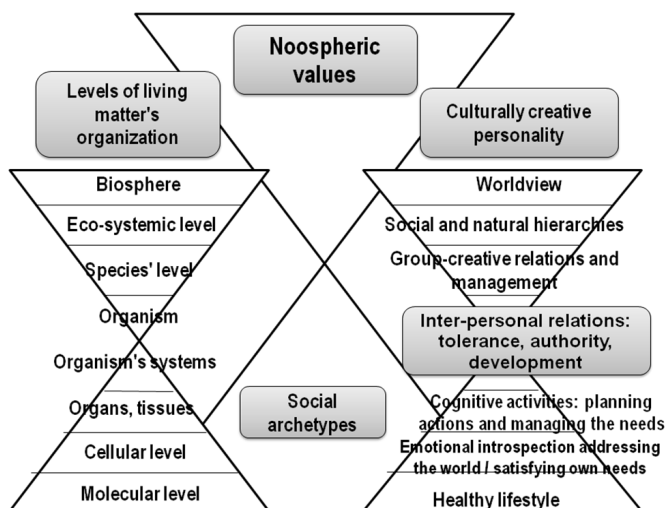 Noospheric
values
Levels of living
matter's
organization
Culturally creative
personality
Biosphere
Eco-systemic level
Species' level
Organism
Organism's systems
Organs, tissues
Cellular level
Molecular level
Social
archetypes
Worldview
Social and natural hierarchies
Group-creative relations and
management
Inter-personal relations:
tolerance, authority,
development
Cognitive activities: planning
actions and managing the needs
Emotional introspection addressing
the world / satisfying own needs
Healthy lifestyle